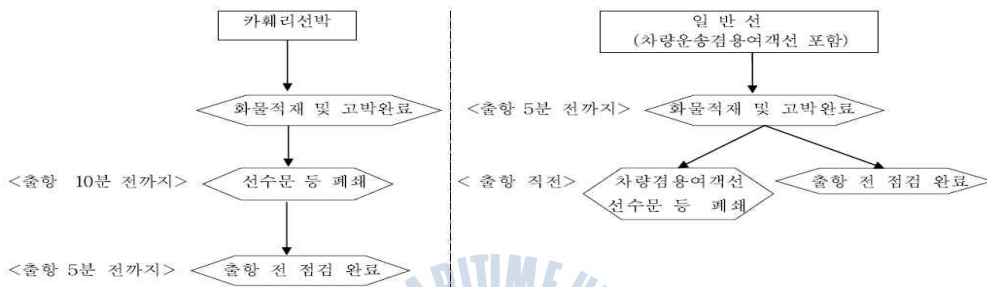 카훼리선박
화물적재 및 고박완료
<출항 10분 전까지> 선수문 등 폐쇄
<출항 5분 전까지> 출항 전 점검 완료
일 반 선
(차량운송겸용여객선 포함)
<출항 5분 전까지> 화물적재 및 고박완료
< 출항 직전> 차량겸용여객선
선수문 등 폐쇄
출항 전 점검 완료
ARITIME U